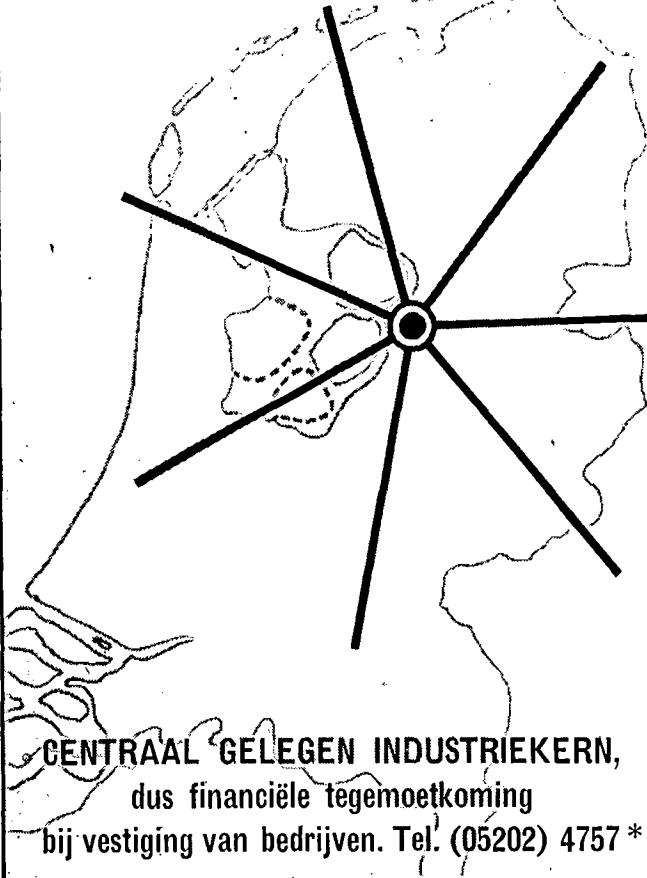 CENTRAAL GELEGEN INDUSTRIEKERN,
dus financiële tegemoetkoming
bij vestiging van bedrijven. Tel. (05202) 4757 *